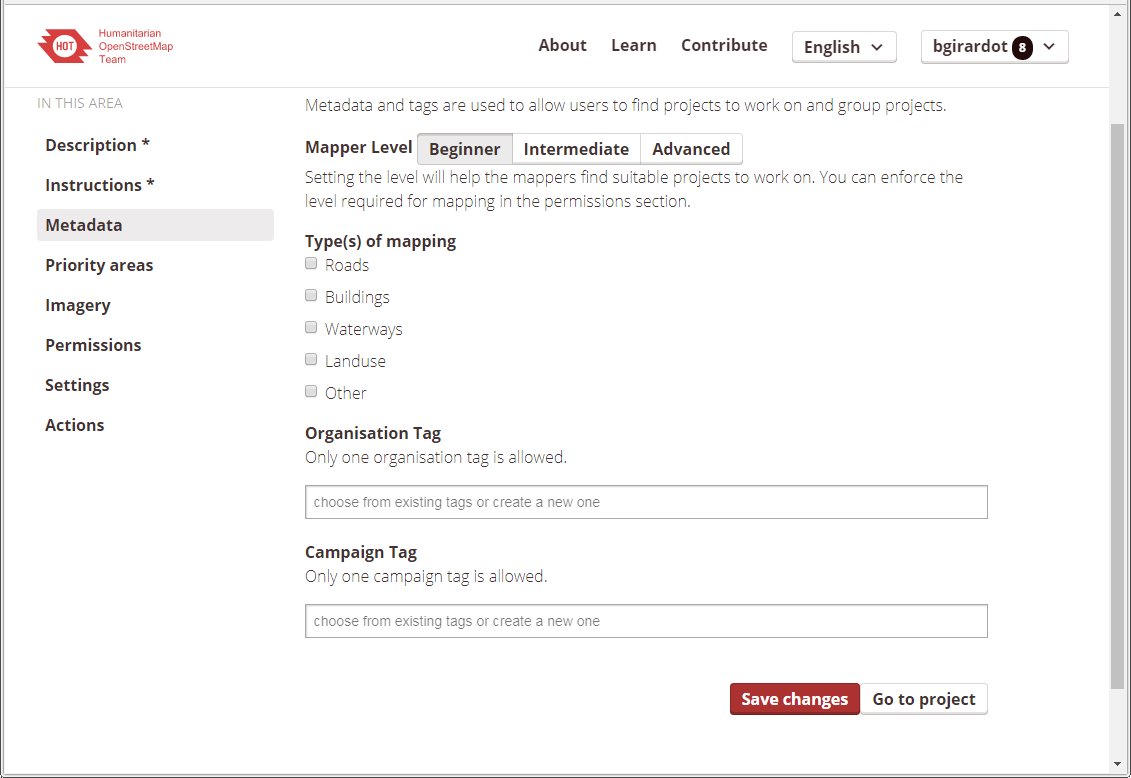 Humanitarian
OpenStreetMap
Team
HOT
About
Learn
Contribute
English
bgirardot 8
IN THIS AREA
Description *
Instructions *
Metadata
Priority areas
Imagery
Permissions
Settings
Actions
Metadata and tags are used to allow users to find projects to work on and group projects.
Mapper Level Beginner Intermediate Advanced
Setting the level will help the mappers find suitable projects to work on. You can enforce the
level required for mapping in the permissions section.
Type(s) of mapping
Roads
Buildings
Waterways
Landuse
Other
Organisation Tag
Only one organisation tag is allowed.
choose from existing tags or create a new one
Campaign Tag
Only one campaign tag is allowed.
choose from existing tags or create a new one
Save changes Go to project